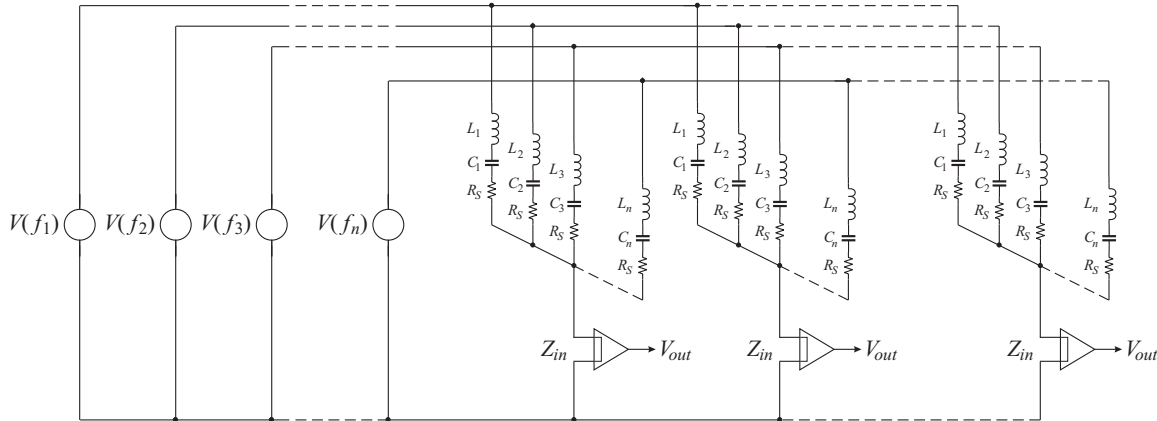 L1 L1 L1
L2 L2 L2
C1 C1 C1
L3 L3 L3
C2 C2 C2
RS RS RS
C3 C3 C3
Ln Ln Ln
RS RS RS
V(f1) V(f2) V(f3) V(fn)
RS RS RS
Cn Cn Cn
RS RS RS
Zin Vout Zin Vout Zin Vout